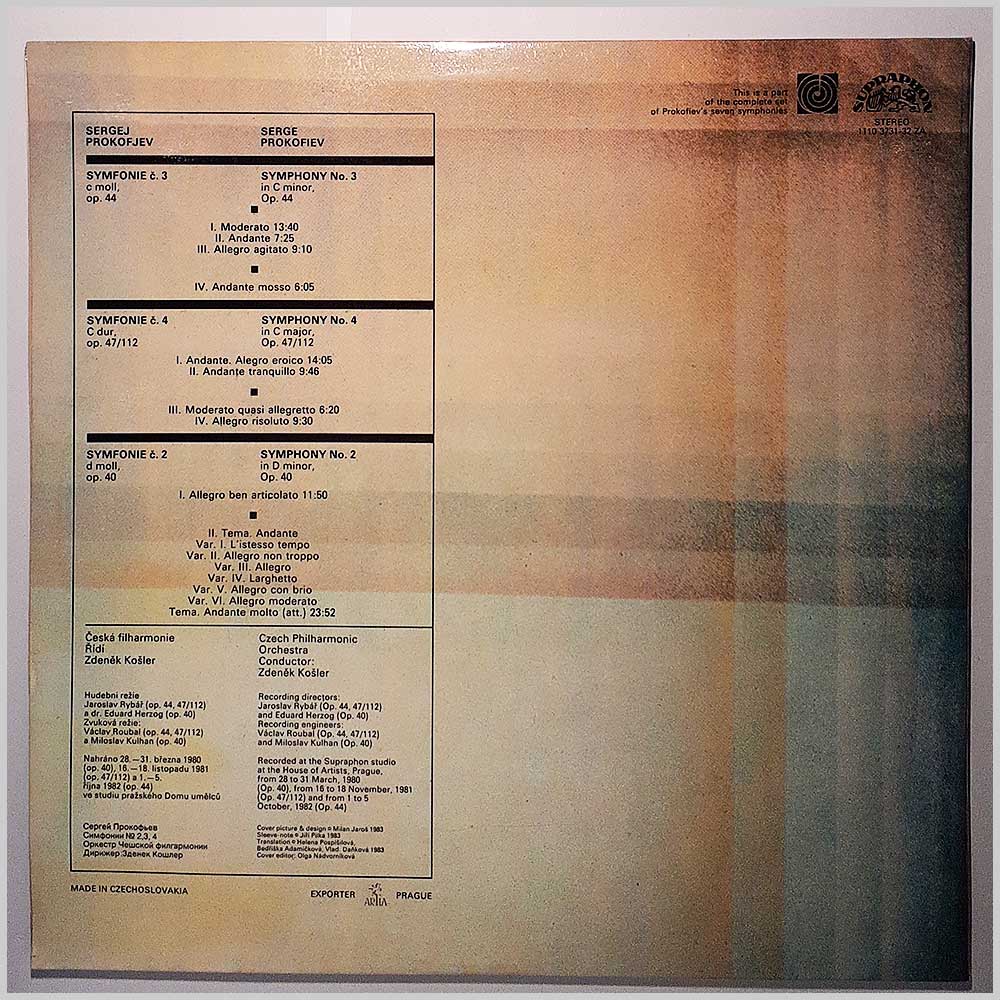 This is a part
of the complete set
of Prokofiev's seven symphonies
SUPRAPHON
STEREO
1110 3731-32 ZA
SERGEJ
PROKOFJEV
SERGE
PROKOFIEV
SYMFONIE č. 3
c moll,
op. 44
SYMPHONY No. 3
in C minor,
Op. 44
I. Moderato 13:40
II. Andante 7:25
III. Allegro agitato 9:10
IV. Andante mosso 6:05
SYMFONIE č. 4
C dur,
op. 47/112
SYMPHONY No. 4
in C major,
Op. 47/112
I. Andante. Alegro eroico 14:05
II. Andante tranquillo 9:46
III. Moderato quasi allegretto 6:20
IV. Allegro risoluto 9:30
SYMFONIE č. 2
d moll,
op. 40
SYMPHONY No. 2
in D minor,
Op. 40
I. Allegro ben articolato 11:50
II. Tema. Andante
Var. I. L'istesso tempo
Var. II. Allegro non troppo
Var. III. Allegro
Var. IV. Larghetto
Var. V. Allegro con brio
Var. VI. Allegro moderato
Tema. Andante molto (att.) 23:52
Česká filharmonie
Řídí
Zdeněk Košler
Czech Philharmonic
Orchestra
Conductor:
Zdeněk Košler
Hudební režie
Jaroslav Rybář (op. 44, 47/112)
a dr. Eduard Herzog (op. 40)
Zvuková režie:
Václav Roubal (op. 44, 47/112)
a Miloslav Kulhan (op. 40)
Recording directors:
Jaroslav Rybář (Op. 44, 47/112)
and Eduard Herzog (Op. 40)
Recording engineers:
Václav Roubal (Op. 44, 47/112)
and Miloslav Kulhan (Op. 40)
Nahráno 28.—31. března 1980
(op. 40), 16.—18. listopadu 1981
(op. 47/112) a 1.—5.
října 1982 (op. 44)
ve studiu pražského Domu umělců
Recorded at the Supraphon studio
at the House of Artists, Prague,
from 28 to 31 March, 1980
(Op. 40), from 16 to 18 November, 1981
(Op. 47/112) and from 1 to 5
October, 1982 (Op. 44)
Сергей Прокофьев
Симфонии № 2,3, 4
Оркестр Чешской филгармонии
Дирижер: Зденек Кошлер
Cover picture & design © Milan Jaroš 1983
Sleeve-note © Jiří Pilka 1983
Translation © Helena Pospíšilová,
Bedřiška Adamíčková, Vlad. Daňková 1983
Cover editor: Olga Nádvorníková
MADE IN CZECHOSLOVAKIA
EXPORTER
ARTIA
PRAGUE